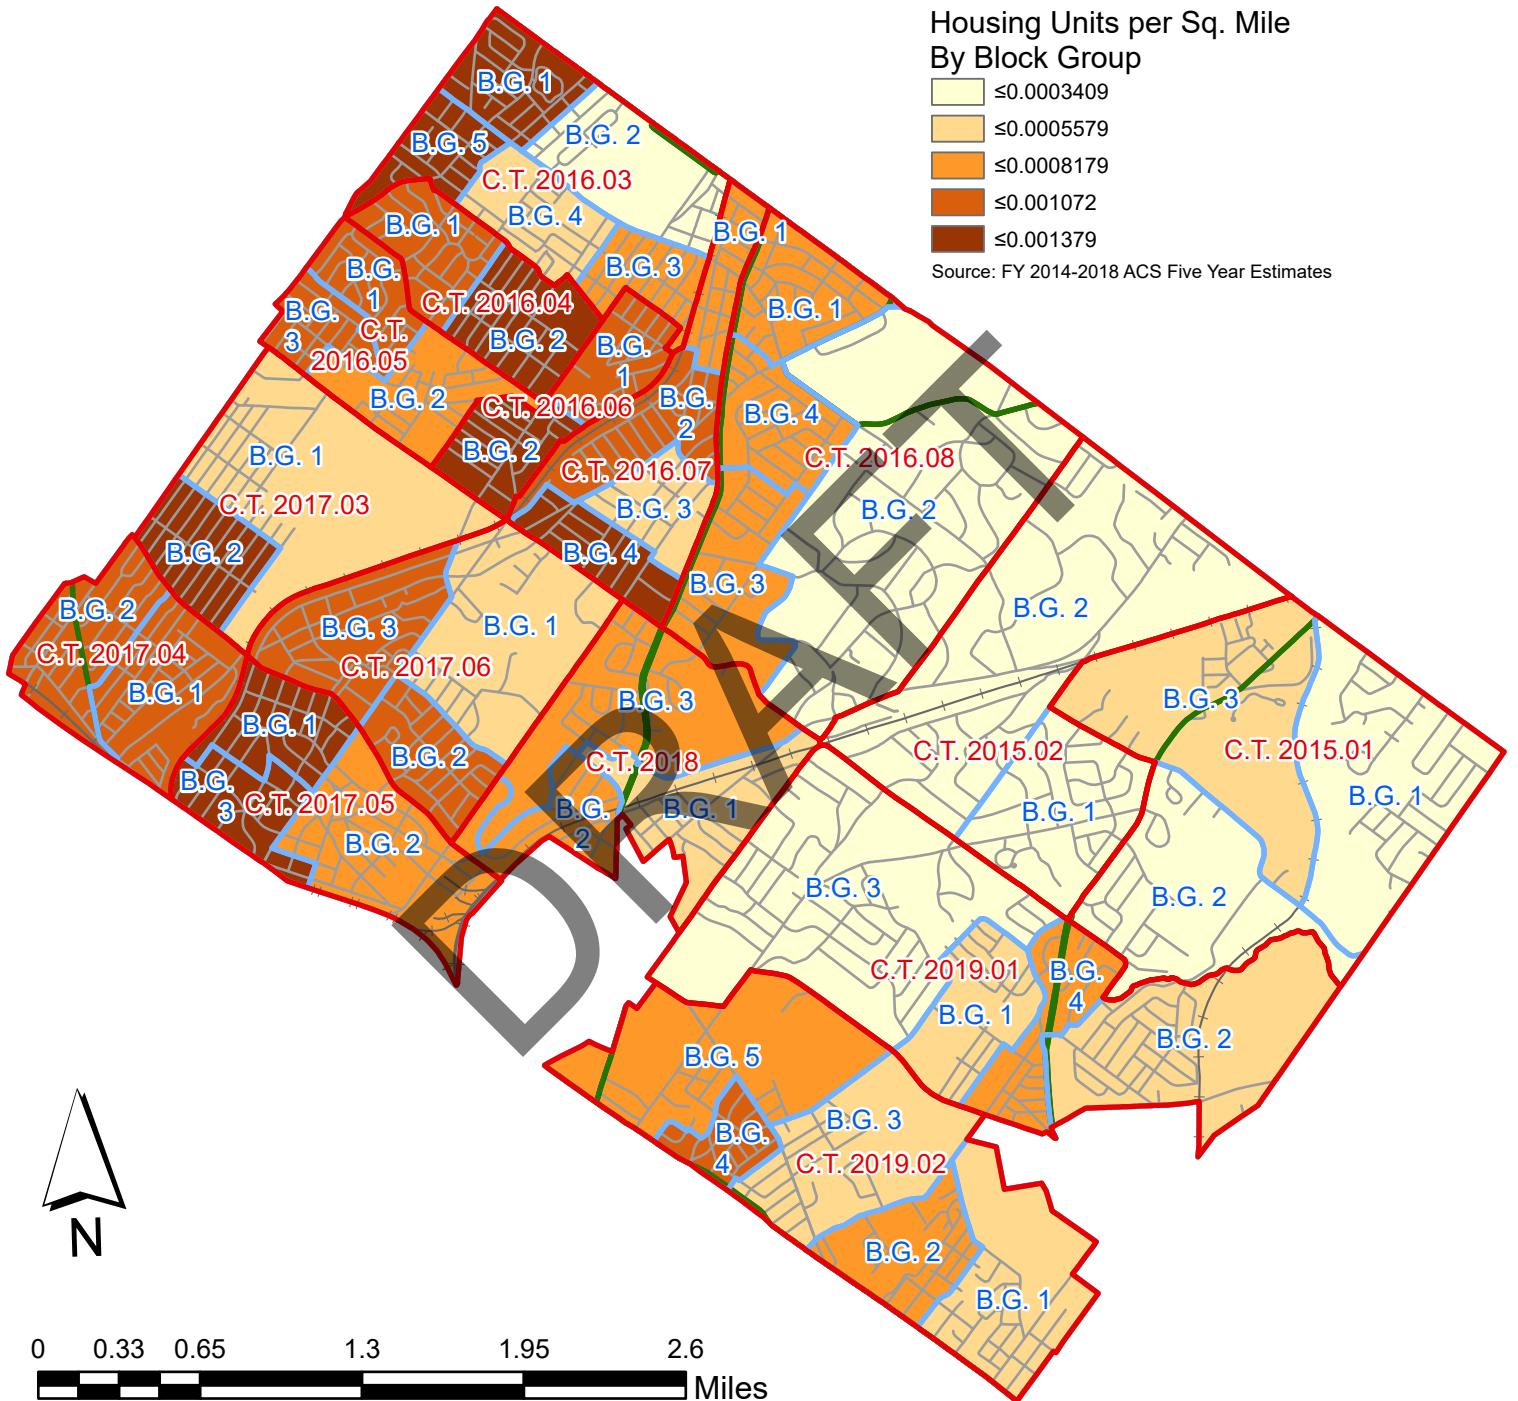 Housing Units per Sq. Mile
By Block Group
≤0.0003409
≤0.0005579
≤0.0008179
≤0.001072
≤0.001379
Source: FY 2014-2018 ACS Five Year Estimates
B.G. 1
B.G. 2
B.G. 5
C.T. 2016.03
B.G. 4
B.G. 1
B.G. 1
B.G. 3
B.G.
1
C.T. 2016.04
B.G. 1
B.G.
3
C.T.
2016.05
B.G. 2
B.G.
1
B.G. 2
C.T. 2016.06
B.G.
2
B.G. 4
B.G. 1
B.G. 2
C.T. 2016.07
C.T. 2016.08
C.T. 2017.03
B.G. 3
B.G. 2
B.G. 2
B.G. 4
B.G. 3
B.G. 2
B.G. 2
B.G. 3
B.G. 1
C.T. 2017.04
B.G. 1
C.T. 2017.06
B.G. 3
B.G. 3
B.G. 1
B.G. 2
C.T. 2018
C.T. 2015.02
C.T. 2015.01
B.G.
3
C.T. 2017.05
B.G. 2
B.G.
2
B.G. 1
B.G. 1
B.G. 1
B.G. 3
B.G. 2
C.T. 2019.01
B.G.
4
B.G. 1
B.G. 2
B.G. 5
B.G. 3
B.G.
4
C.T. 2019.02
B.G. 2
B.G. 1
DRAFT
N
0 0.33 0.65 1.3 1.95 2.6
Miles